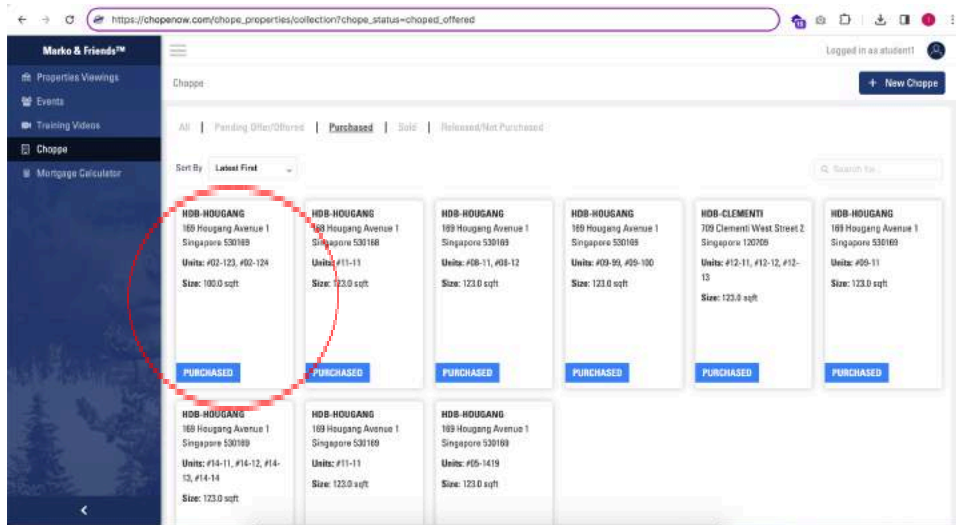 https://chopenow.com/chope_properties/collection?chope_status=choped_offered
15
Marko & Friends™
Logged in as student1
Properties Viewings
Events
Training Videos
Choppe
Mortgage Calculator
Choppe
+ New Choppe
All | Pending Offer/Offered | Purchased | Sold | Released/Not Purchased
Sort By Latest First
Search for...
HDB-HOUGANG
169 Hougang Avenue 1
Singapore 530169
Units: #02-123, #02-124
Size: 100.0 sqft
PURCHASED
HDB-HOUGANG
168 Hougang Avenue 1
Singapore 530168
Units: #11-11
Size: 123.0 sqft
PURCHASED
HDB-HOUGANG
169 Hougang Avenue 1
Singapore 530169
Units: #08-11, #08-12
Size: 123.0 sqft
PURCHASED
HDB-HOUGANG
169 Hougang Avenue 1
Singapore 530169
Units: #09-99, #09-100
Size: 123.0 sqft
PURCHASED
HDB-CLEMENTI
709 Clementi West Street 2
Singapore 120709
Units: #12-11, #12-12, #12-
13
Size: 123.0 sqft
PURCHASED
HDB-HOUGANG
169 Hougang Avenue 1
Singapore 530169
Units: #09-11
Size: 123.0 sqft
PURCHASED
HDB-HOUGANG
169 Hougang Avenue 1
Singapore 530169
Units: #14-11, #14-12, #14-
13, #14-14
Size: 123.0 sqft
HDB-HOUGANG
169 Hougang Avenue 1
Singapore 530169
Units: #11-11
Size: 123.0 sqft
HDB-HOUGANG
169 Hougang Avenue 1
Singapore 530169
Units: #05-1419
Size: 123.0 sqft